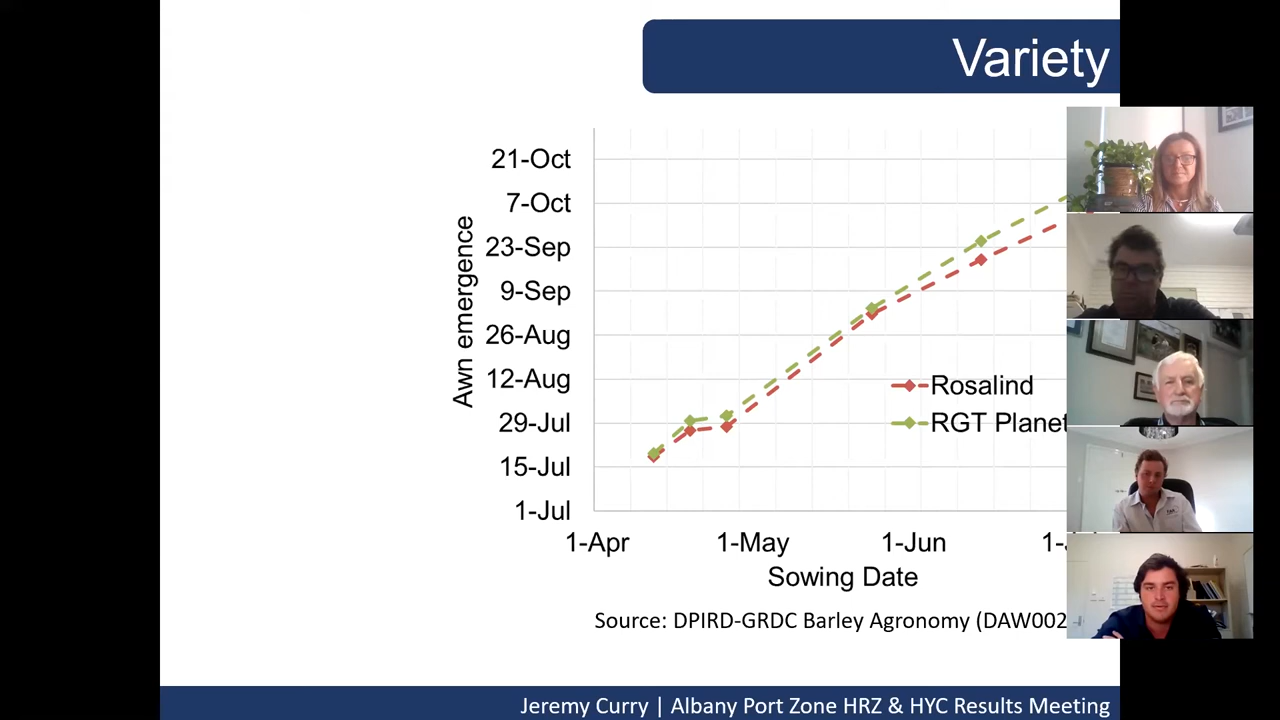 Variety
21-Oct
7-Oct
23-Sep
9-Sep
26-Aug
12-Aug
29-Jul
15-Jul
1-Jul
Awn emergence
Rosalind
RGT Planet
1-Apr
1-May
1-Jun
Sowing Date
Source: DPIRD-GRDC Barley Agronomy (DAW002
Jeremy Curry | Albany Port Zone HRZ & HYC Results Meeting